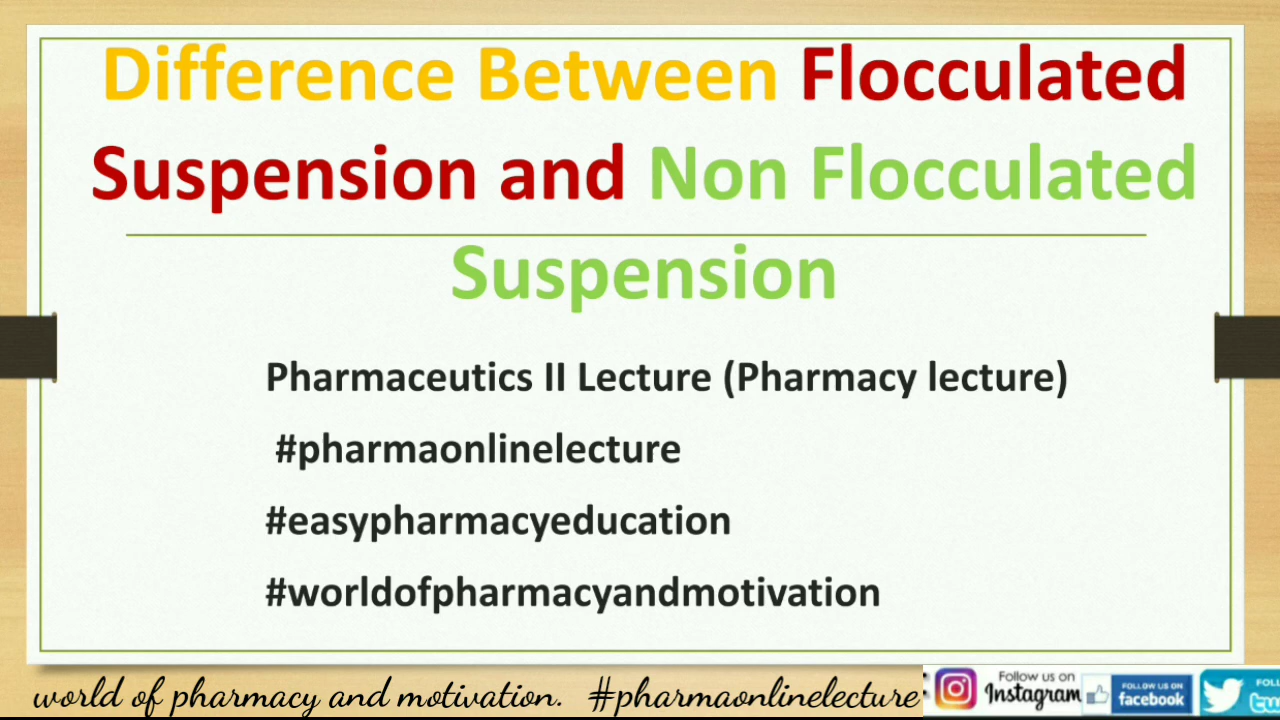 Difference Between Flocculated
Suspension and Non Flocculated
Suspension
Pharmaceutics II Lecture (Pharmacy lecture)
#pharmaonlinelecture
#easypharmacyeducation
#worldofpharmacyandmotivation
world of pharmacy and motivation. #pharmaonlinelecture
Follow us on
Instagram
FOLLOW US ON
facebook